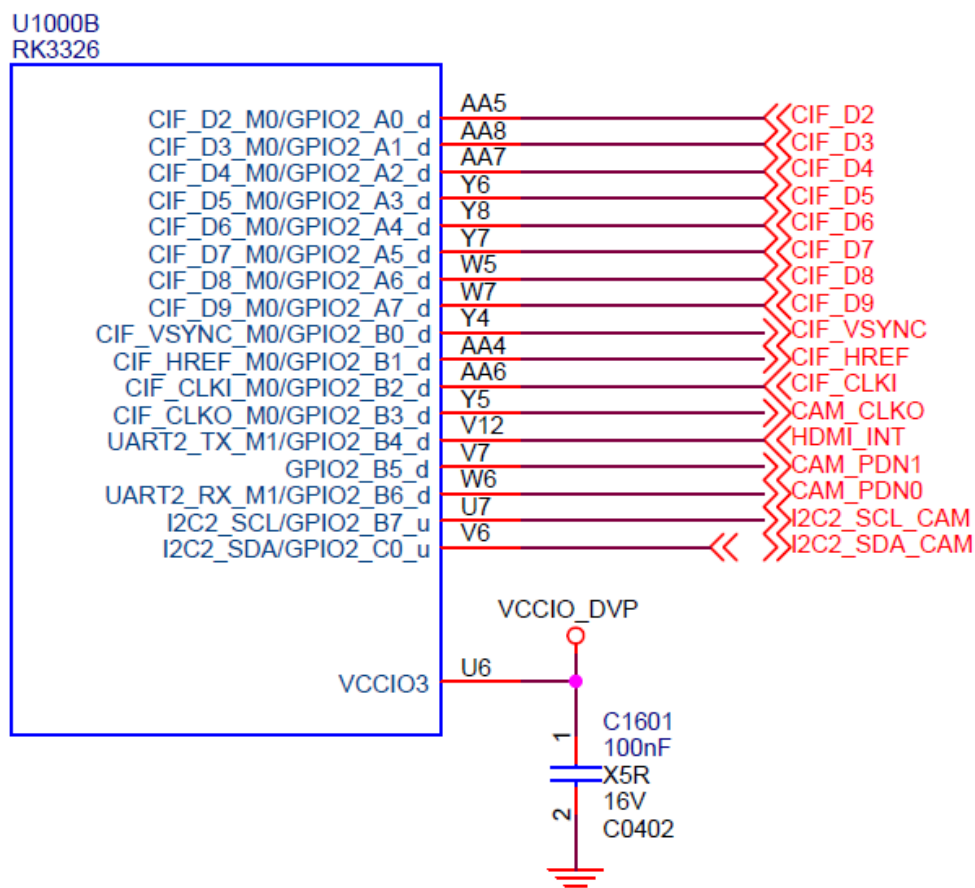 U1000B
RK3326
CIF_D2_M0/GPIO2_A0_d AA5 CIF_D2
CIF_D3_M0/GPIO2_A1_d AA8 CIF_D3
CIF_D4_M0/GPIO2_A2_d AA7 CIF_D4
CIF_D5_M0/GPIO2_A3_d Y6 CIF_D5
CIF_D6_M0/GPIO2_A4_d Y8 CIF_D6
CIF_D7_M0/GPIO2_A5_d Y7 CIF_D7
CIF_D8_M0/GPIO2_A6_d W5 CIF_D8
CIF_D9_M0/GPIO2_A7_d W7 CIF_D9
CIF_VSYNC_M0/GPIO2_B0_d Y4 CIF_VSYNC
CIF_HREF_M0/GPIO2_B1_d AA4 CIF_HREF
CIF_CLKI_M0/GPIO2_B2_d AA6 CIF_CLKI
CIF_CLKO_M0/GPIO2_B3_d Y5 CAM_CLKO
UART2_TX_M1/GPIO2_B4_d V12 HDMI_INT
GPIO2_B5_d V7 CAM_PDN1
UART2_RX_M1/GPIO2_B6_d W6 CAM_PDN0
I2C2_SCL/GPIO2_B7_u U7 I2C2_SCL_CAM
I2C2_SDA/GPIO2_C0_u V6 I2C2_SDA_CAM
VCCIO_DVP
VCCIO3 U6
C1601
1 100nF
X5R
2 16V
C0402